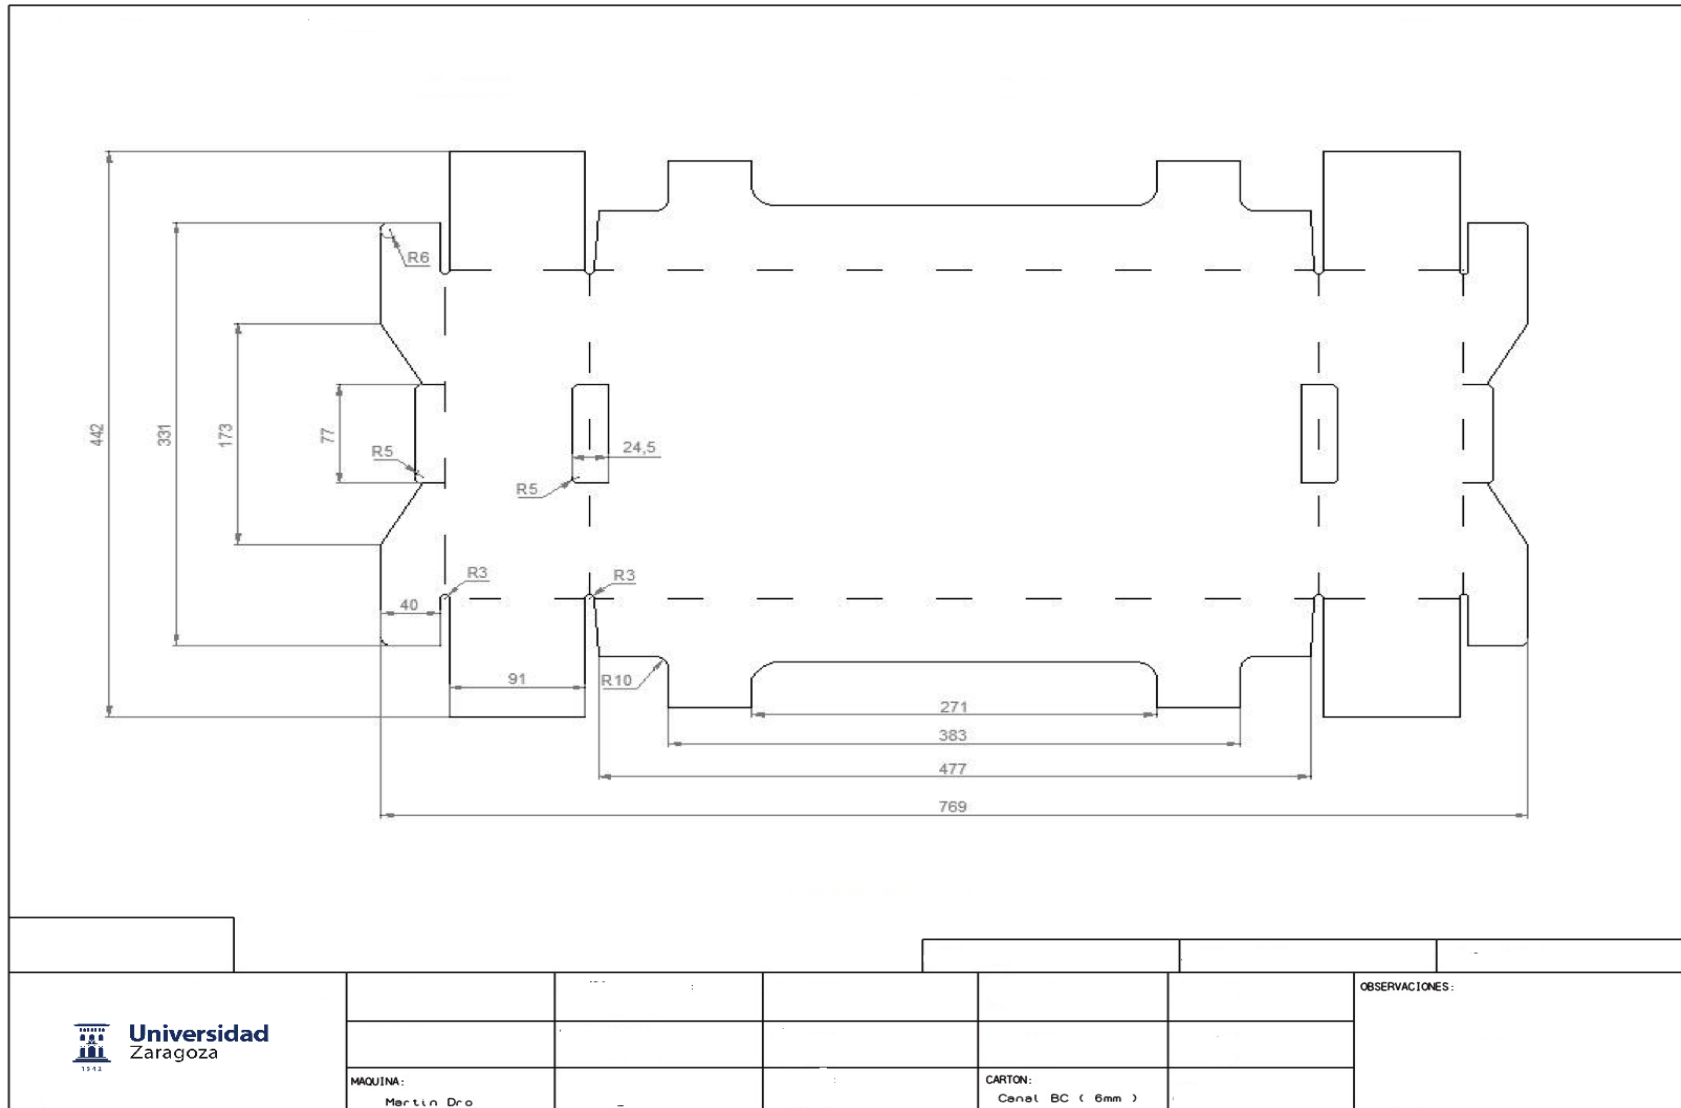 R6
442
331
173
77
R5
24,5
R5
R3
R3
40
91
R10
271
383
477
769
OBSERVACIONES:
Universidad
Zaragoza
1542
MAQUINA:
Martin Dro
CARTON:
Canal BC ( 6mm )